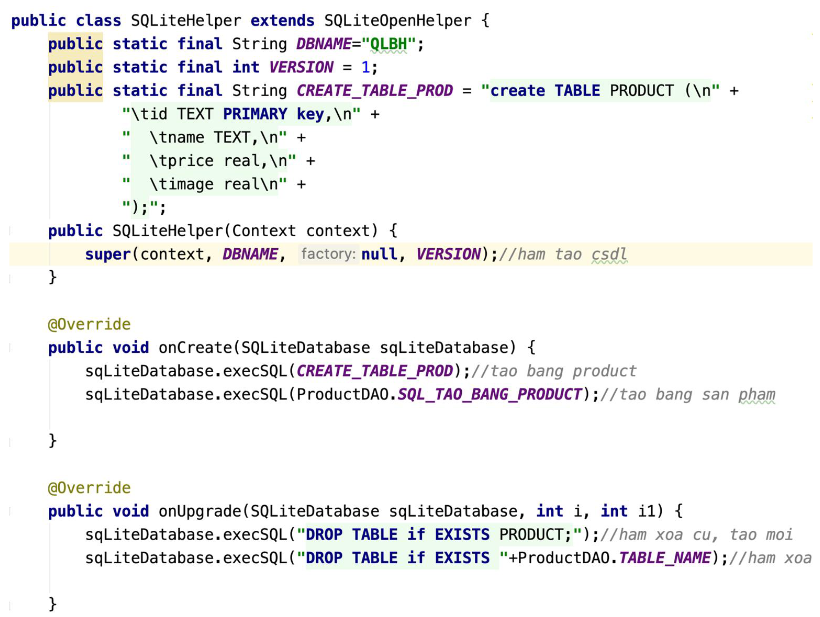 public class SQLiteHelper extends SQLiteOpenHelper {
public static final String DBNAME="QLBH";
public static final int VERSION = 1;
public static final String CREATE_TABLE_PROD = "create TABLE PRODUCT (\n" +
"\tid TEXT PRIMARY key,\n" +
"  \tname TEXT,\n" +
"  \tprice real,\n" +
"  \timage real\n" +
");";
public SQLiteHelper(Context context) {
super(context, DBNAME, factory: null, VERSION);//ham tao csdl
}
@Override
public void onCreate(SQLiteDatabase sqLiteDatabase) {
sqLiteDatabase.execSQL(CREATE_TABLE_PROD);//tao bang product
sqLiteDatabase.execSQL(ProductDAO.SQL_TAO_BANG_PRODUCT);//tao bang san pham
}
@Override
public void onUpgrade(SQLiteDatabase sqLiteDatabase, int i, int i1) {
sqLiteDatabase.execSQL("DROP TABLE if EXISTS PRODUCT;");//ham xoa cu, tao moi
sqLiteDatabase.execSQL("DROP TABLE if EXISTS "+ProductDAO.TABLE_NAME);//ham xoa
}